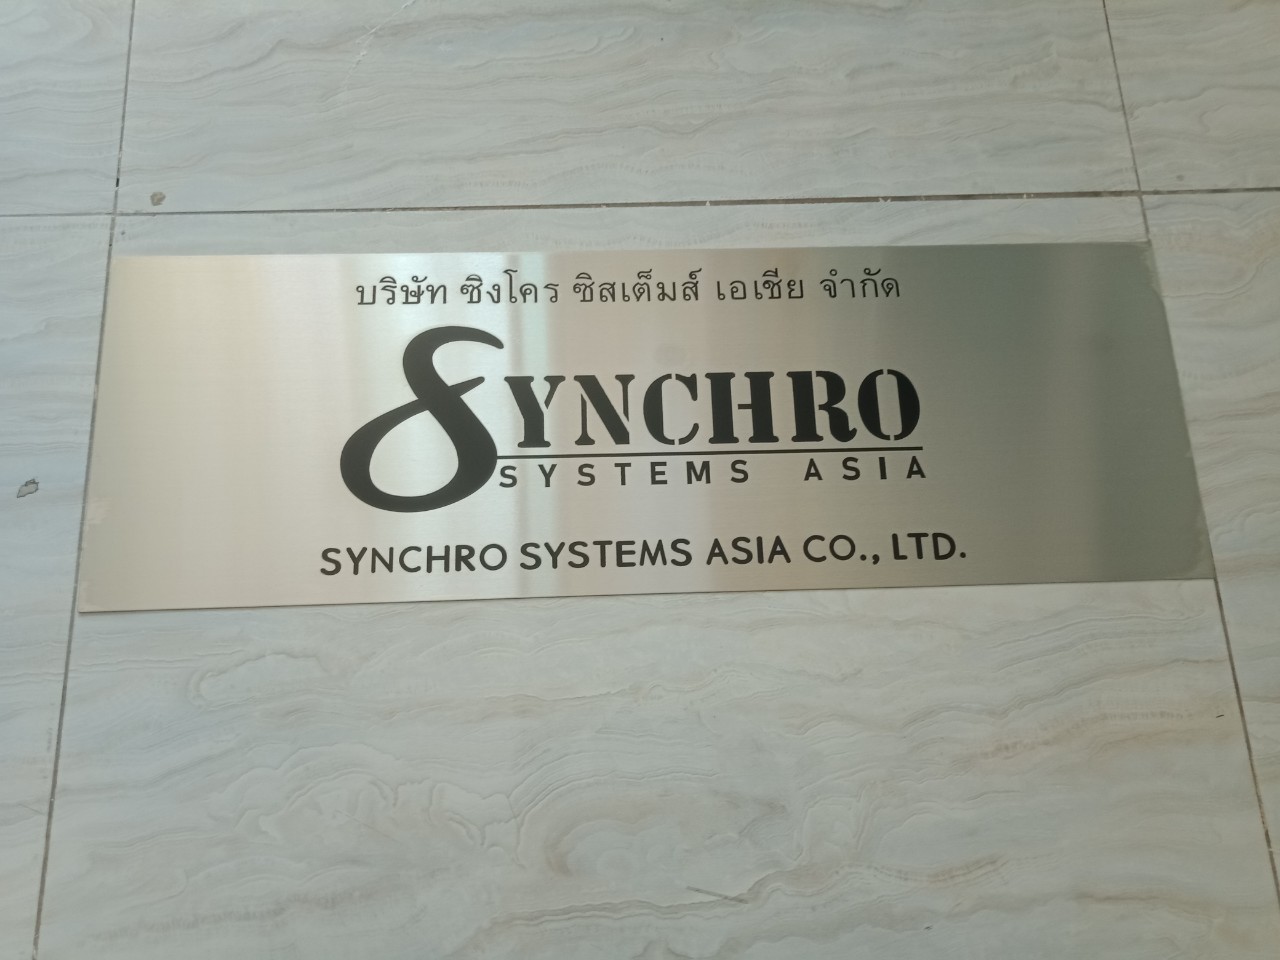 บริษัท ซิงโคร ซิสเต็มส์ เอเชีย จำกัด
SYNCHRO
SYSTEMS ASIA
SYNCHRO SYSTEMS ASIA CO., LTD.